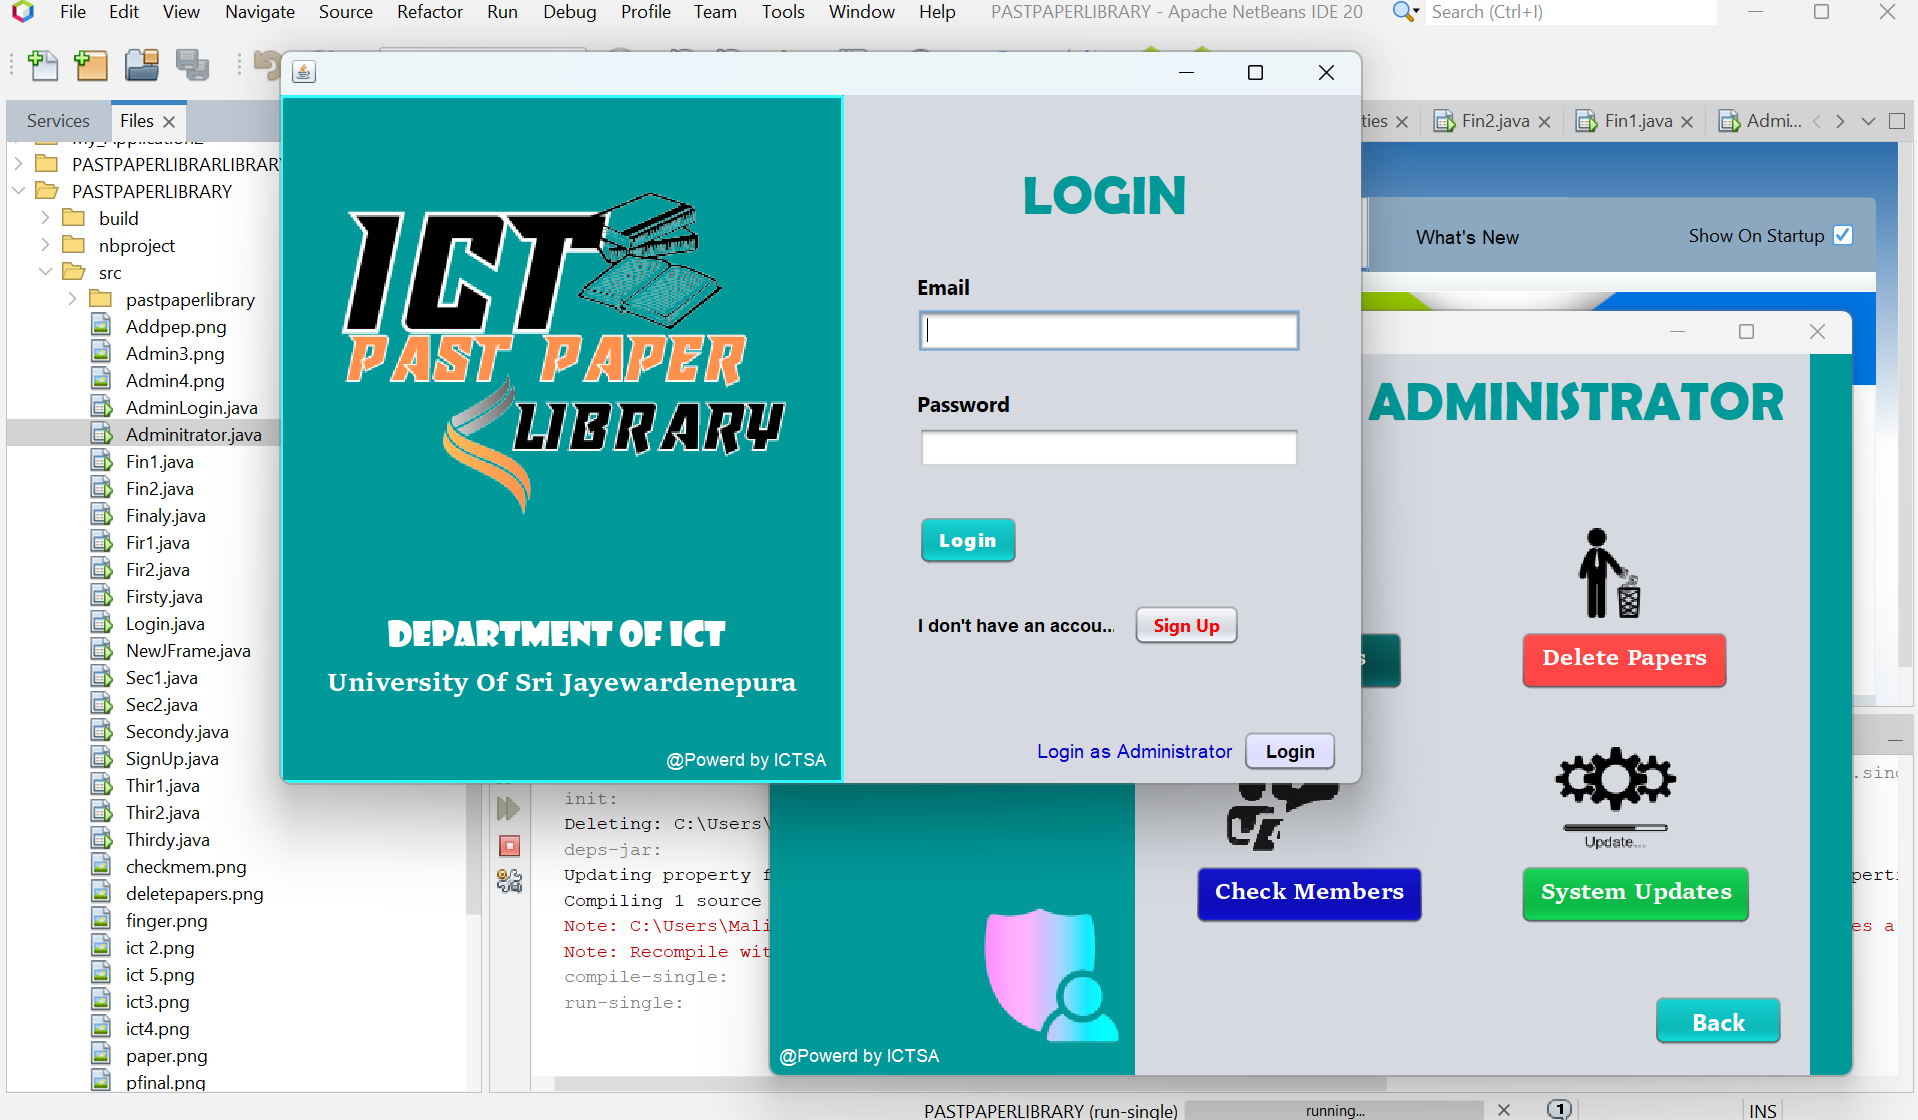 File Edit View Navigate Source Refactor Run Debug Profile Team Tools Window Help PASTPAPERLIBRARY - Apache NetBeans IDE 20 Search (Ctrl+I)
Services Files
ties Fin2.java Fin1.java Admi...
PASTPAPERLIBRARLIBRAR
PASTPAPERLIBRARY
build
nbproject
src
pastpaperlibrary
Addpep.png
Admin3.png
Admin4.png
AdminLogin.java
Adminitrator.java
Fin1.java
Fin2.java
Finaly.java
Fir1.java
Fir2.java
Firsty.java
Login.java
NewJFrame.java
Sec1.java
Sec2.java
Secondy.java
SignUp.java
Thir1.java
Thir2.java
Thirdy.java
checkmem.png
deletepapers.png
finger.png
ict 2.png
ict 5.png
ict3.png
ict4.png
paper.png
pfinal.png
ICT
PAST PAPER
LIBRARY
DEPARTMENT OF ICT
University Of Sri Jayewardenepura
@Powerd by ICTSA
LOGIN
Email
Password
Login
I don't have an accou... Sign Up
Login as Administrator Login
What's New Show On Startup
ADMINISTRATOR
s
Delete Papers
Update...
Check Members
System Updates
Back
@Powerd by ICTSA
init:
Deleting: C:\Users\
deps-jar:
Updating property f
Compiling 1 source
Note: C:\Users\Mali
Note: Recompile wit
compile-single:
run-single:
.sinc
perti
es a
PASTPAPERLIBRARY (run-single) running... 1 INS